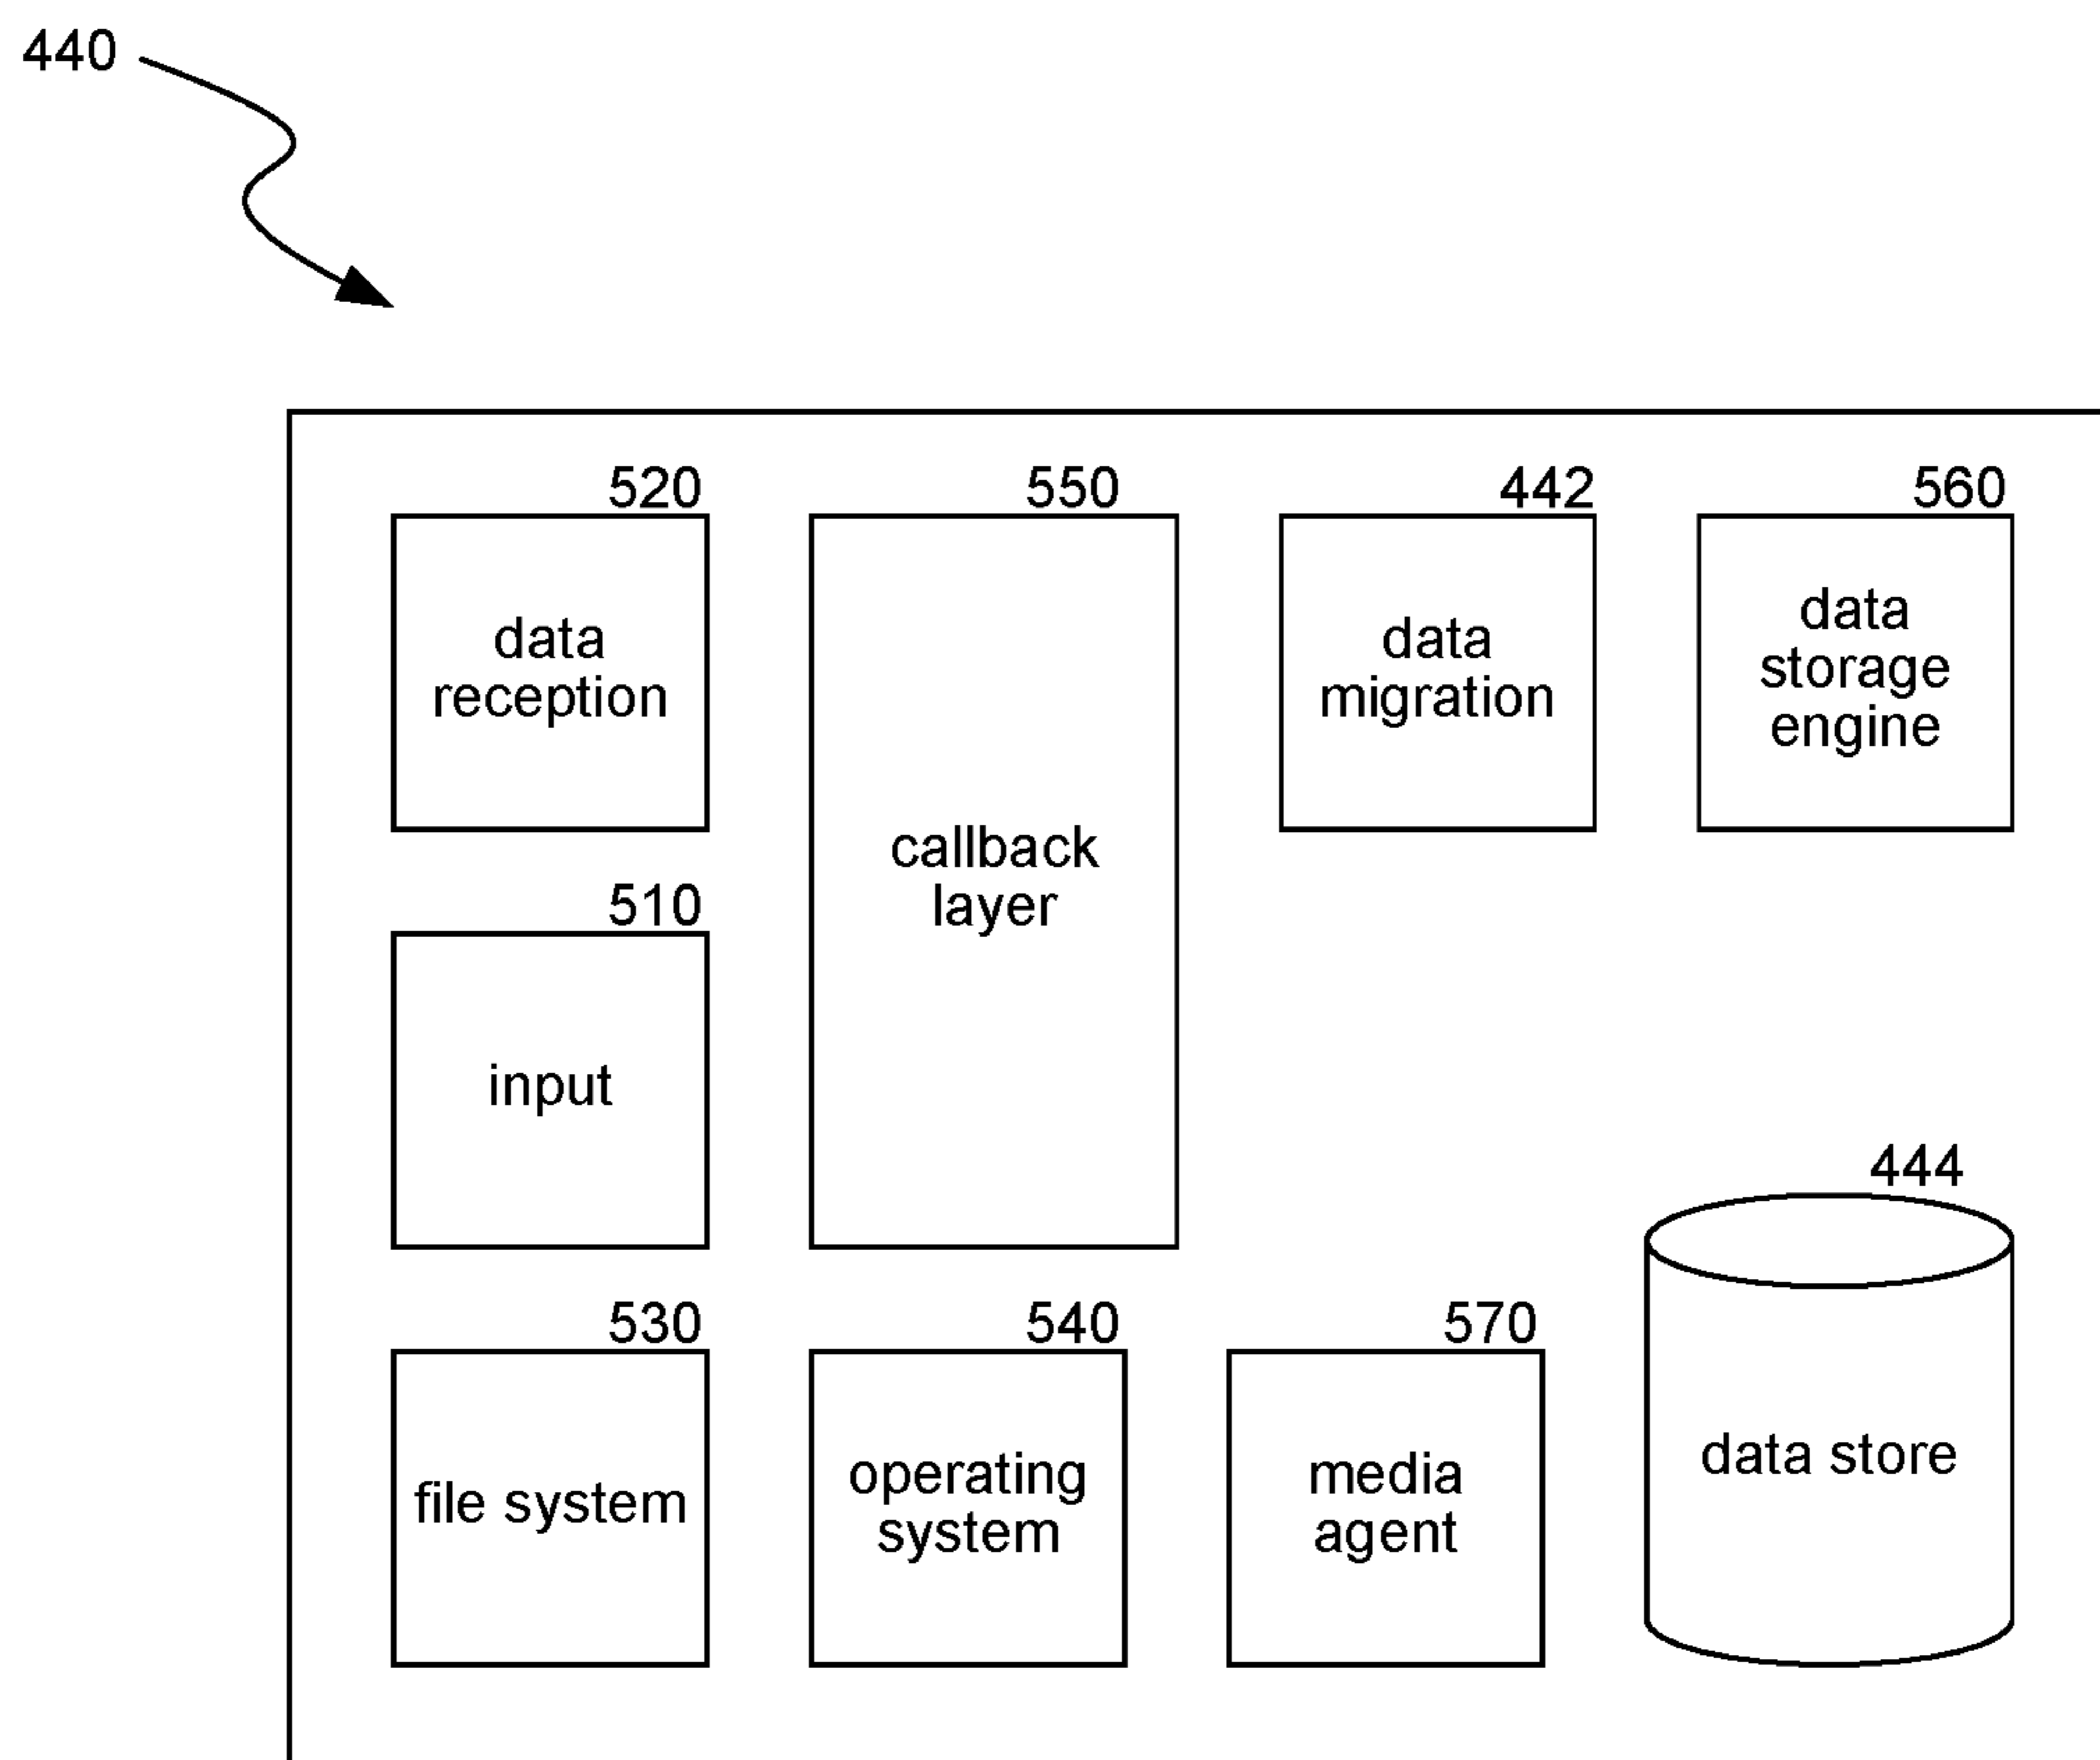 440
520
550
442
560
data
reception
callback
layer
data
migration
data
storage
engine
510
input
444
data store
530
file system
540
operating
system
570
media
agent